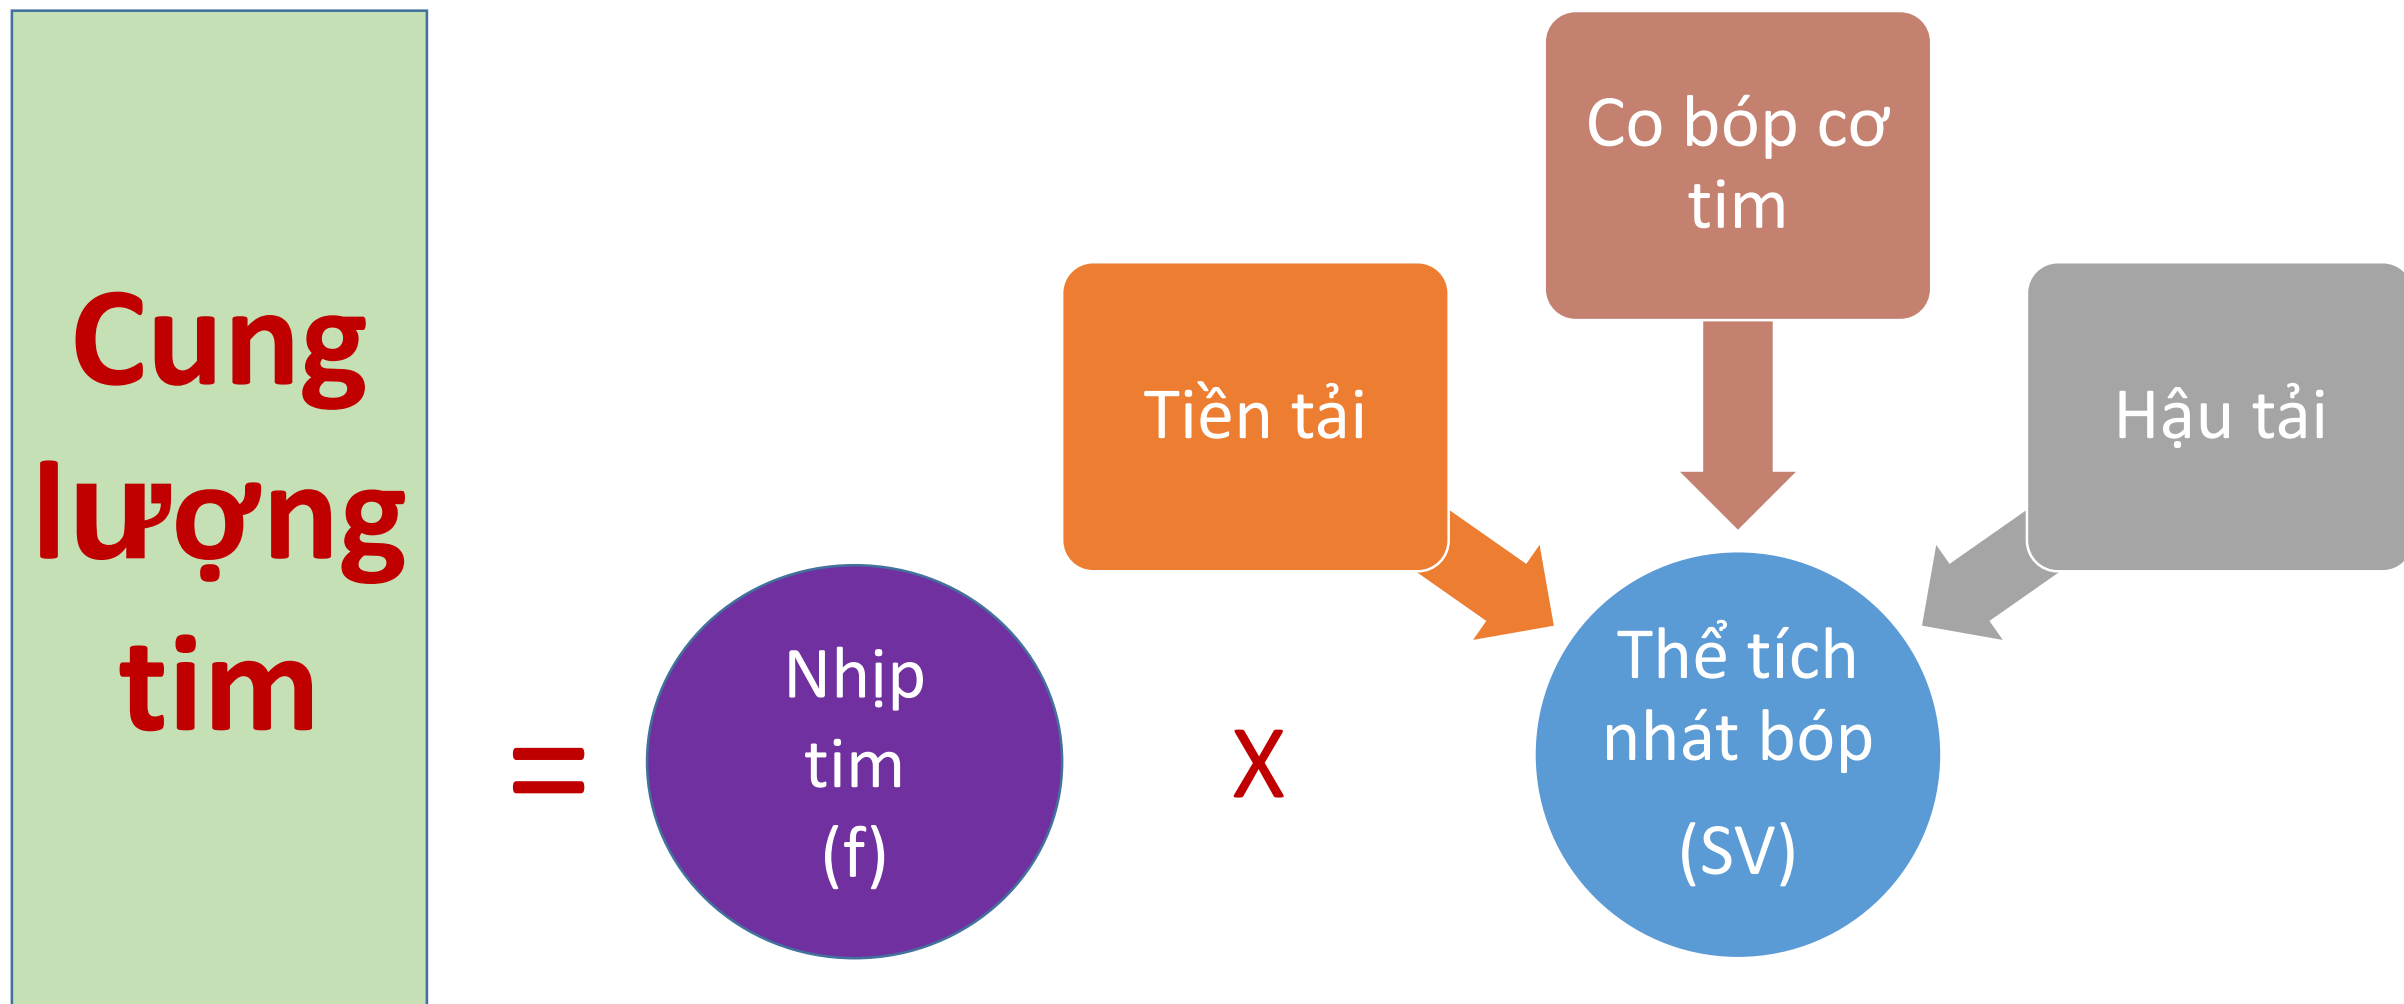 Cung
lượng
tim
=
Nhịp
tim
(f)
X
Tiền tải
Co bóp cơ
tim
Hậu tải
Thể tích
nhát bóp
(SV)